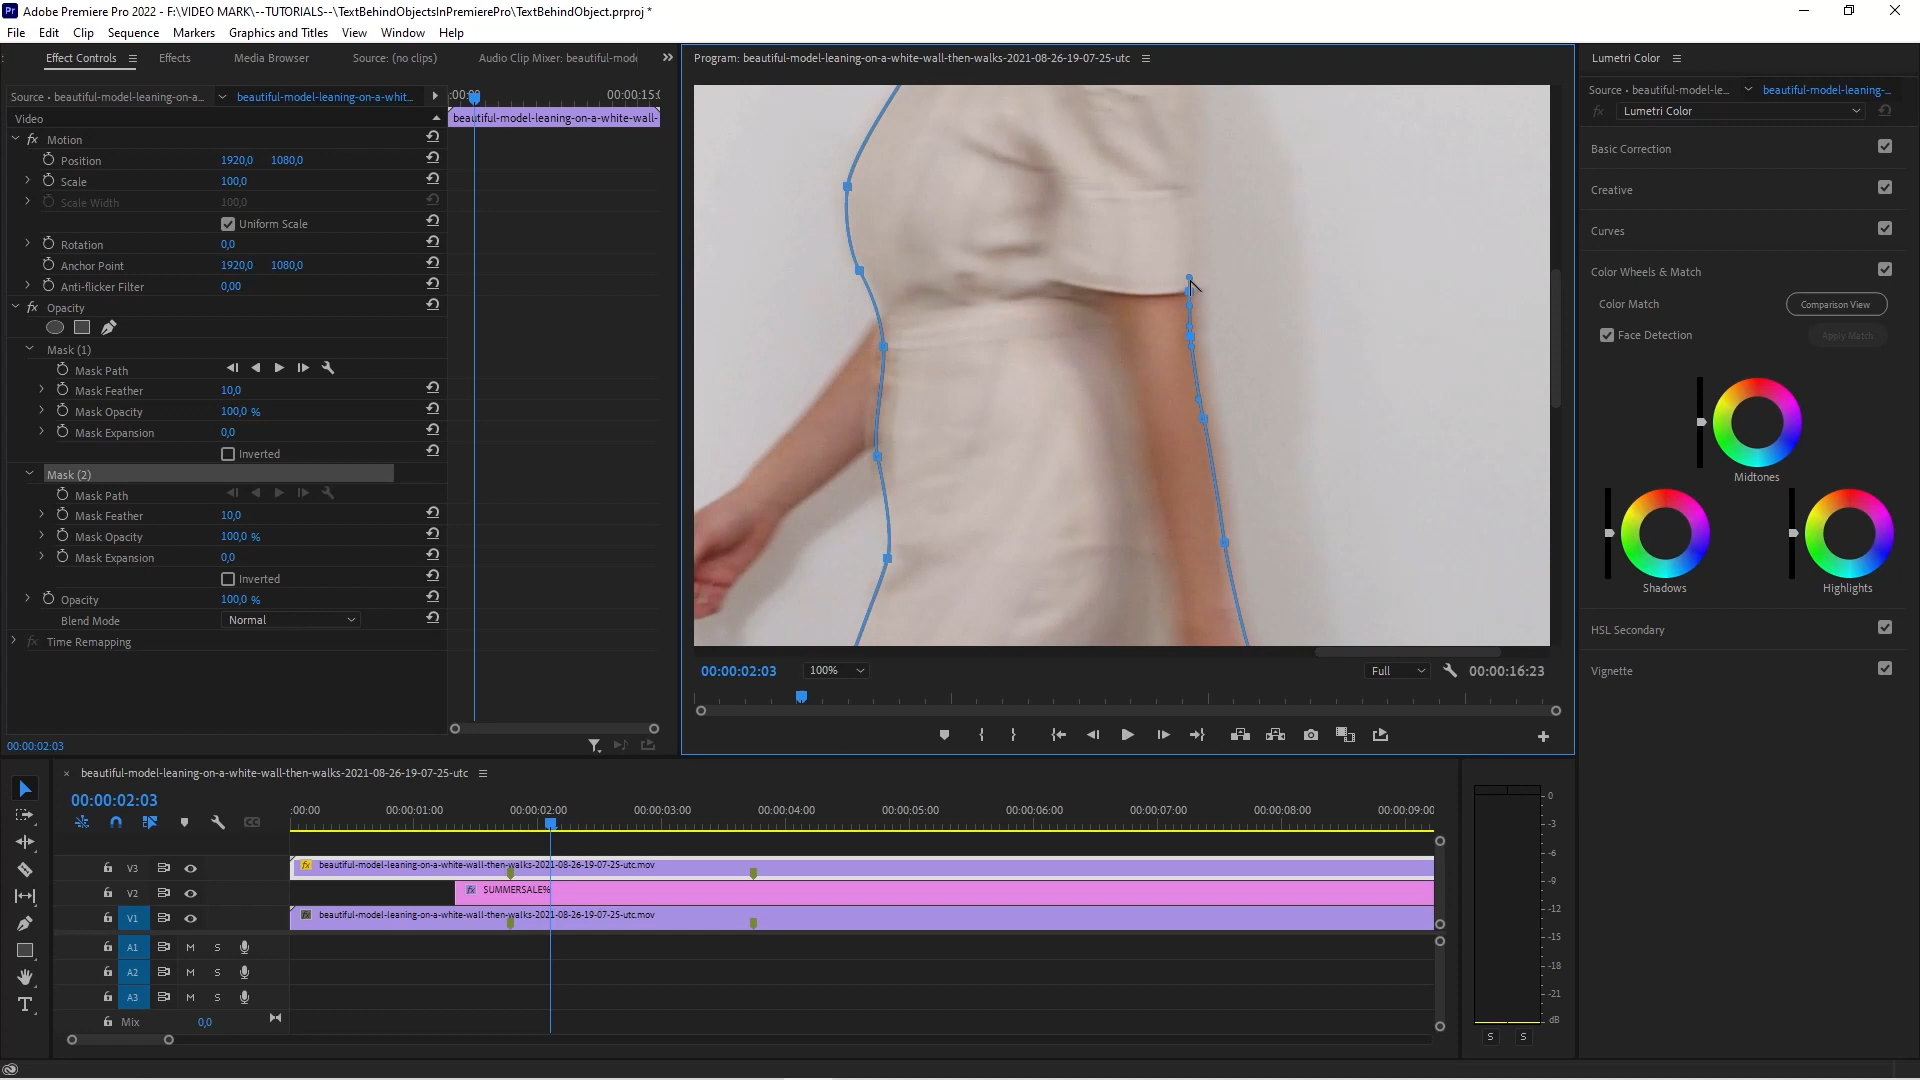 Pr Adobe Premiere Pro 2022 - F:\VIDEO MARK\--TUTORIALS--\TextBehindObjectsInPremierePro\TextBehindObject.prproj *
File Edit Clip Sequence Markers Graphics and Titles View Window Help
Effect Controls Effects Media Browser Source: (no clips) Audio Clip Mixer: beautiful-mode
Program: beautiful-model-leaning-on-a-white-wall-then-walks-2021-08-26-19-07-25-utc
Lumetri Color
Source • beautiful-model-leaning-on-a... beautiful-model-leaning-on-a-whit... :00:00 00:00:15:0
Source • beautiful-model-le... beautiful-model-leaning-...
Video beautiful-model-leaning-on-a-white-wall-
fx Lumetri Color
fx Motion
Position 1920,0 1080,0
Scale 100,0
Scale Width 100,0
Uniform Scale
Rotation 0,0
Anchor Point 1920,0 1080,0
Anti-flicker Filter 0,00
fx Opacity
Mask (1)
Mask Path
Mask Feather 10,0
Mask Opacity 100,0 %
Mask Expansion 0,0
Inverted
Mask (2)
Mask Path
Mask Feather 10,0
Mask Opacity 100,0 %
Mask Expansion 0,0
Inverted
Opacity 100,0 %
Blend Mode Normal
fx Time Remapping
00:00:02:03
Basic Correction
Creative
Curves
Color Wheels & Match
Color Match Comparison View
Face Detection Apply Match
Midtones
Shadows Highlights
HSL Secondary
Vignette
00:00:02:03 100% Full 00:00:16:23
× beautiful-model-leaning-on-a-white-wall-then-walks-2021-08-26-19-07-25-utc
00:00:02:03
:00:00 00:00:01:00 00:00:02:00 00:00:03:00 00:00:04:00 00:00:05:00 00:00:06:00 00:00:07:00 00:00:08:00 00:00:09:00
V3 fx beautiful-model-leaning-on-a-white-wall-then-walks-2021-08-26-19-07-25-utc.mov
V2 fx SUMMERSALE%
V1 fx beautiful-model-leaning-on-a-white-wall-then-walks-2021-08-26-19-07-25-utc.mov
A1 M S
A2 M S
A3 M S
Mix 0,0
0
-3
-6
-9
-12
-15
-18
-21
dB
S S